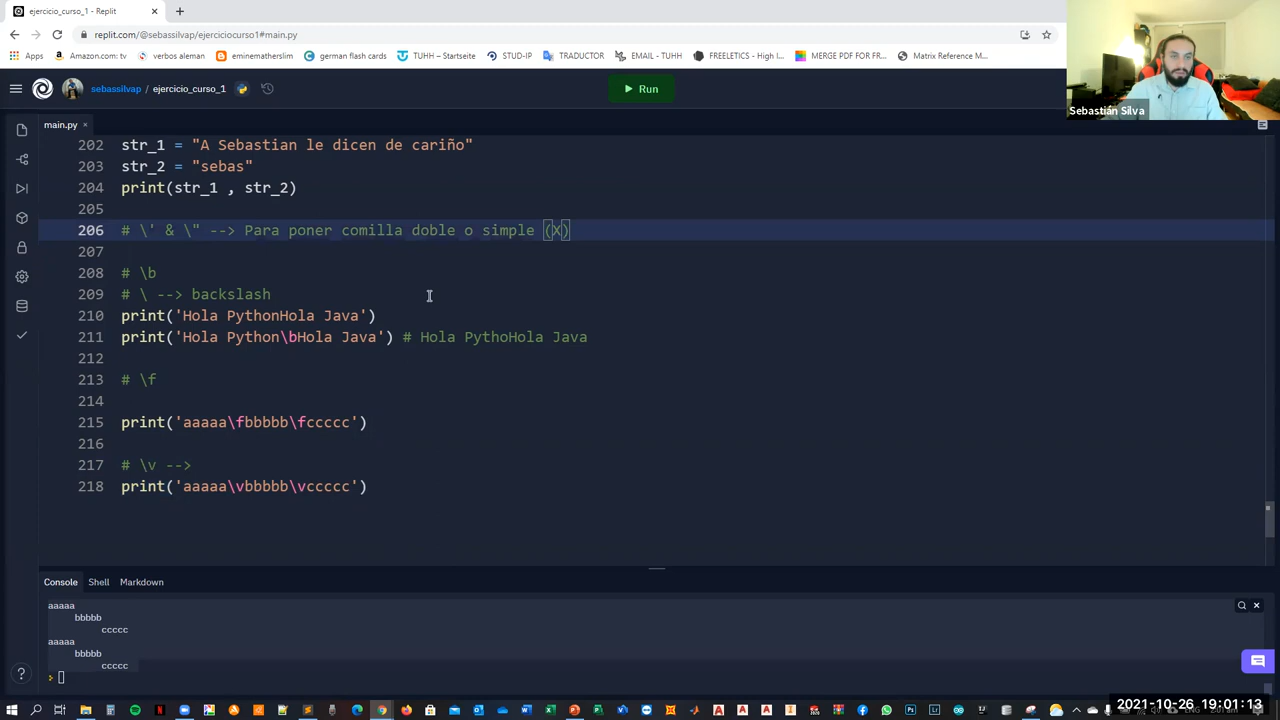 ejercicio_curso_1 - Replit
replit.com/@sebassilvap/ejerciciocurso1#main.py
Apps Amazon.com: tv verbos aleman eminematherslim german flash cards TUHH – Startseite STUD-IP TRADUCTOR EMAIL - TUHH FREELETICS - High I... MERGE PDF FOR FREE... Matrix Reference M...
Sebastián Silva
sebassilvap / ejercicio_curso_1
Run
main.py
202 str_1 = "A Sebastian le dicen de cariño"
203 str_2 = "sebas"
204 print(str_1 , str_2)
205
206 # \' & \" --> Para poner comilla doble o simple (X)
207
208 # \b
209 # \ --> backslash
210 print('Hola PythonHola Java')
211 print('Hola Python\bHola Java') # Hola PythoHola Java
212
213 # \f
214
215 print('aaaaa\fbbbbb\fccccc')
216
217 # \v -->
218 print('aaaaa\vbbbbb\vccccc')
Console Shell Markdown
aaaaa
bbbbb
ccccc
aaaaa
bbbbb
ccccc
2021-10-26 19:01:13